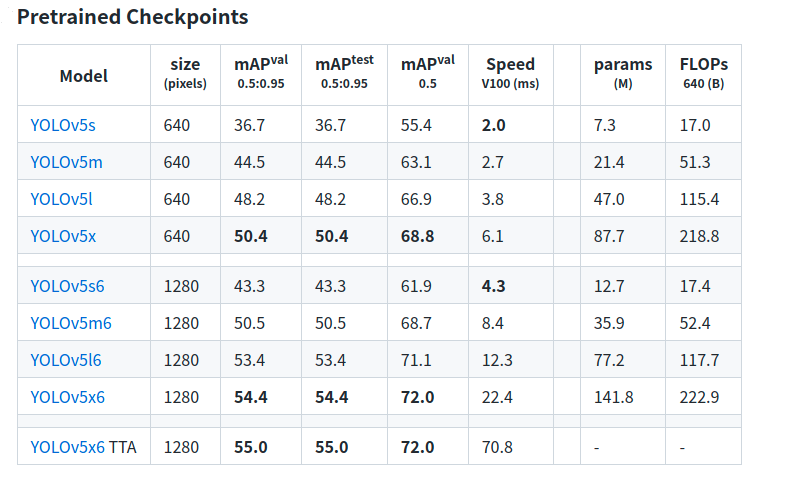 Pretrained Checkpoints
Model size (pixels) mAPval 0.5:0.95 mAPtest 0.5:0.95 mAPval 0.5 Speed V100 (ms) params (M) FLOPs 640 (B)
YOLOv5s 640 36.7 36.7 55.4 2.0 7.3 17.0
YOLOv5m 640 44.5 44.5 63.1 2.7 21.4 51.3
YOLOv5l 640 48.2 48.2 66.9 3.8 47.0 115.4
YOLOv5x 640 50.4 50.4 68.8 6.1 87.7 218.8
YOLOv5s6 1280 43.3 43.3 61.9 4.3 12.7 17.4
YOLOv5m6 1280 50.5 50.5 68.7 8.4 35.9 52.4
YOLOv5l6 1280 53.4 53.4 71.1 12.3 77.2 117.7
YOLOv5x6 1280 54.4 54.4 72.0 22.4 141.8 222.9
YOLOv5x6 TTA 1280 55.0 55.0 72.0 70.8 - -